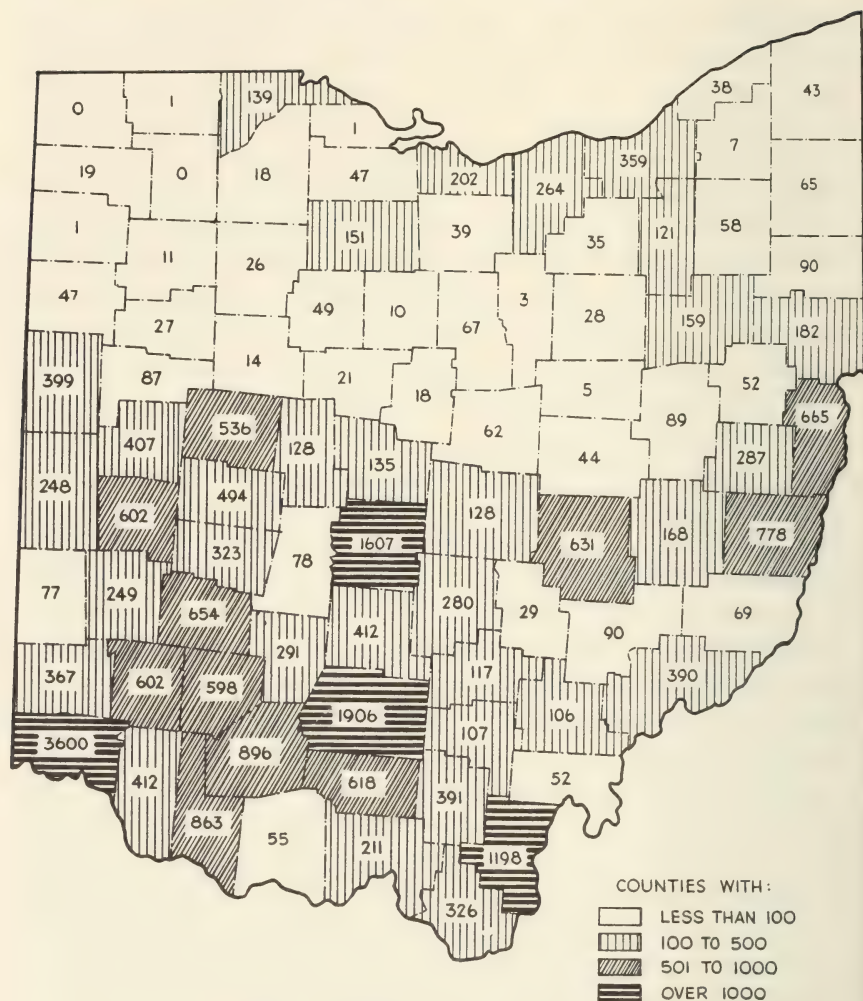 0 1 139 38 43
1
19 0 18 47 202 264 359 7
65
1 11 26 151 39 35 121 58
90
47 27 49 10 67 3 28 159 182
399 87 14 21 18 62 5 89 52 665
407 536 128 135 44 287
248 494 128
602 323 78 1607 631 168 778
77 249 654 280 29 69
291 412 90
367 602 598 117 390
3600 1906 106
896 107
412 618 52
863 55 211 391
1198
326
COUNTIES WITH:
LESS THAN 100
100 TO 500
501 TO 1000
OVER 1000